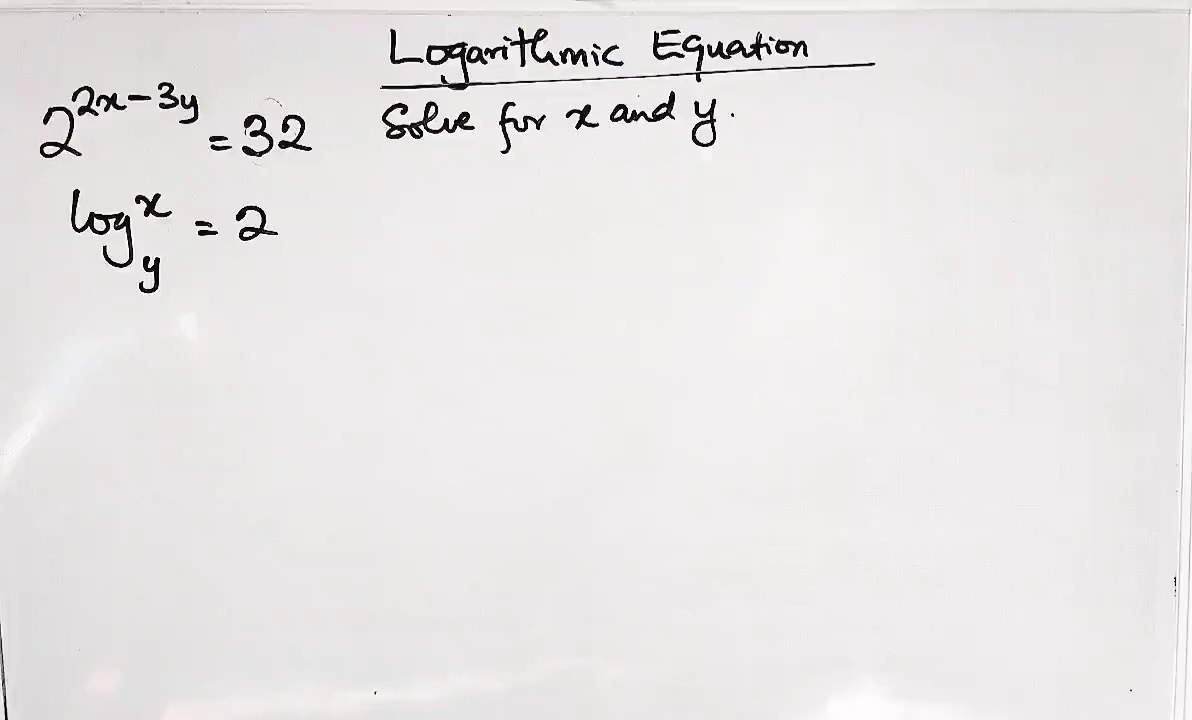 Logarithmic Equation
2^{2x-3y} = 32
Solve for x and y.
log_y^x = 2